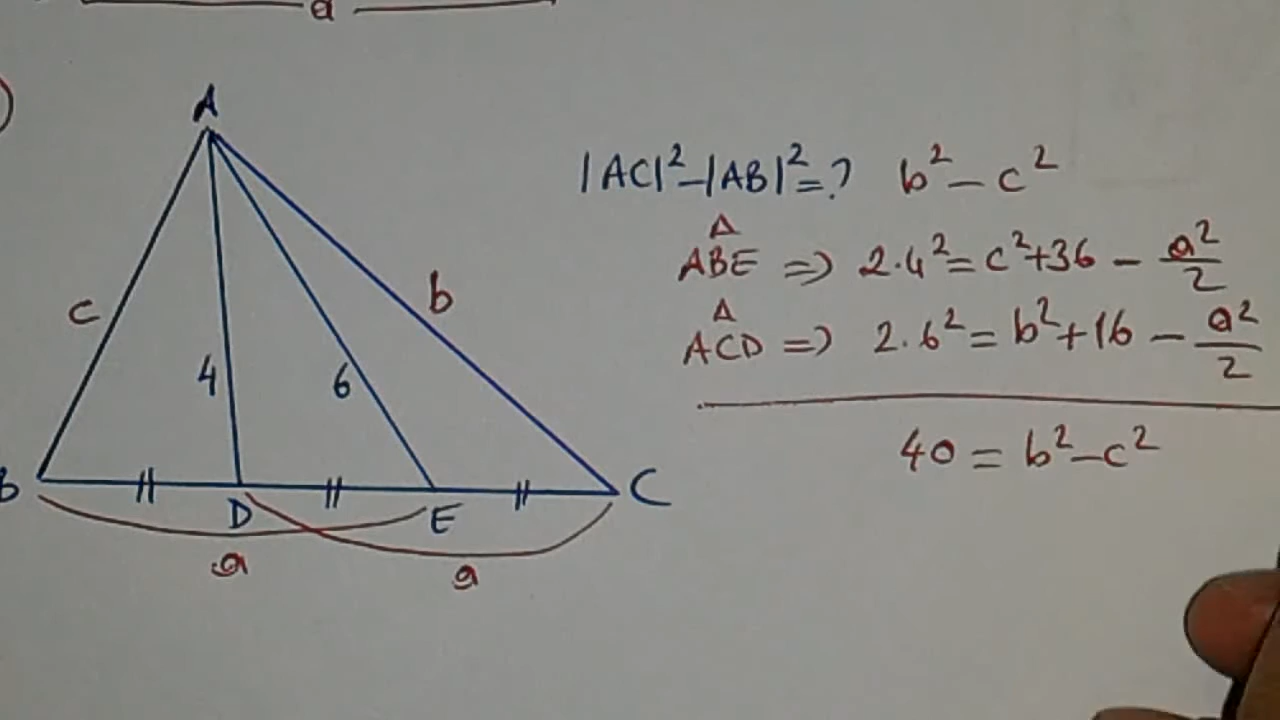 a
)
A
|AC|²-|AB|²=? b²-c²
ABE => 2.4²=c²+36-a²/2
c
b
ACD => 2.6²=b²+16-a²/2
4
6
40=b²-c²
B
D
E
C
a
a